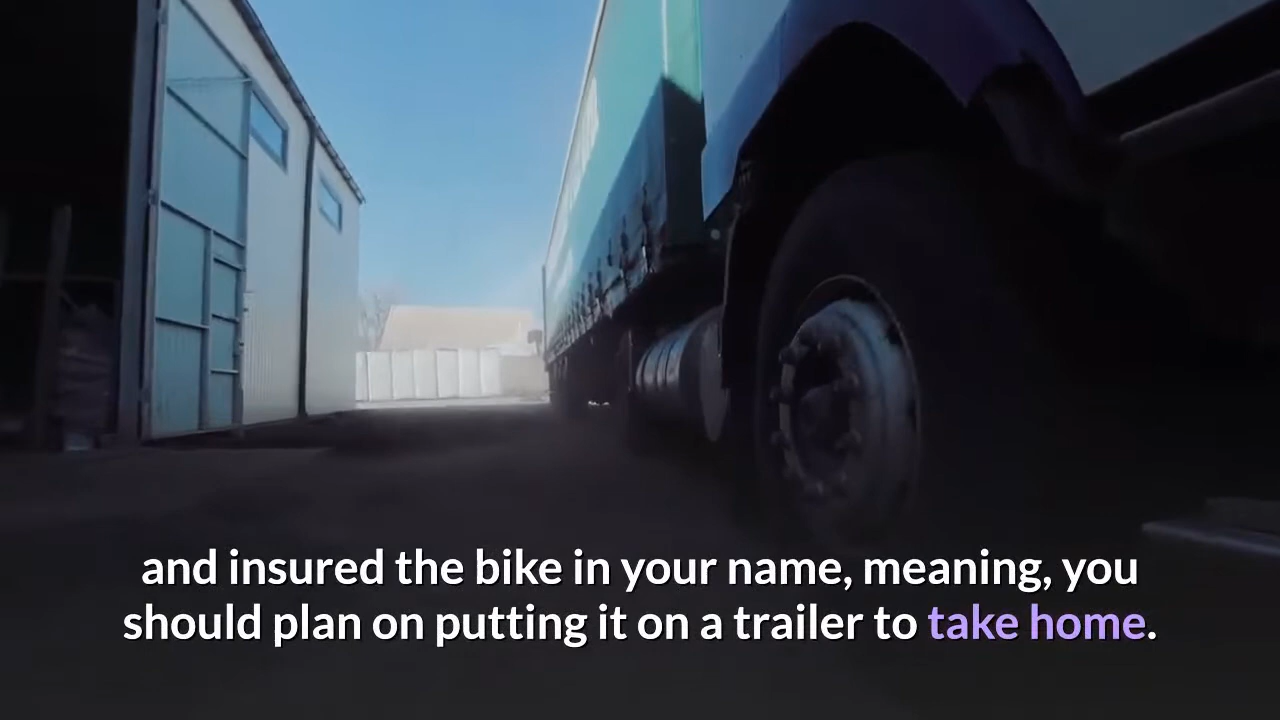 and insured the bike in your name, meaning, you
should plan on putting it on a trailer to take home.